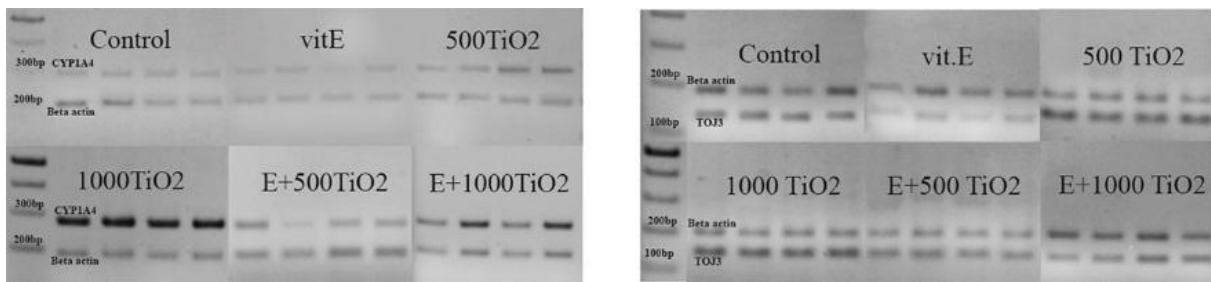 Control vitE 500TiO2
300bp CYP1A4
200bp
Beta actin
1000TiO2 E+500TiO2 E+1000TiO2
300bp CYP1A4
200bp
Beta actin
Control vit.E 500 TiO2
200bp Beta actin
100bp TOJ3
1000 TiO2 E+500 TiO2 E+1000 TiO2
200bp Beta actin
100bp TOJ3